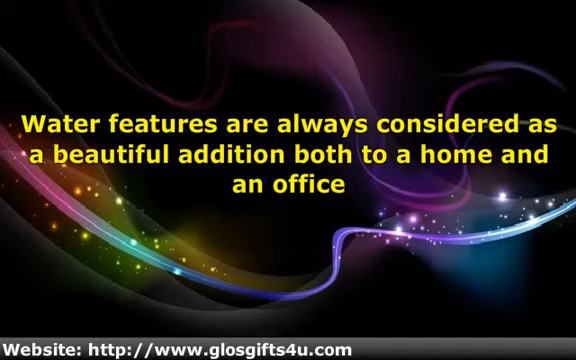 Water features are always considered as
a beautiful addition both to a home and
an office
Website: http://www.glosgifts4u.com